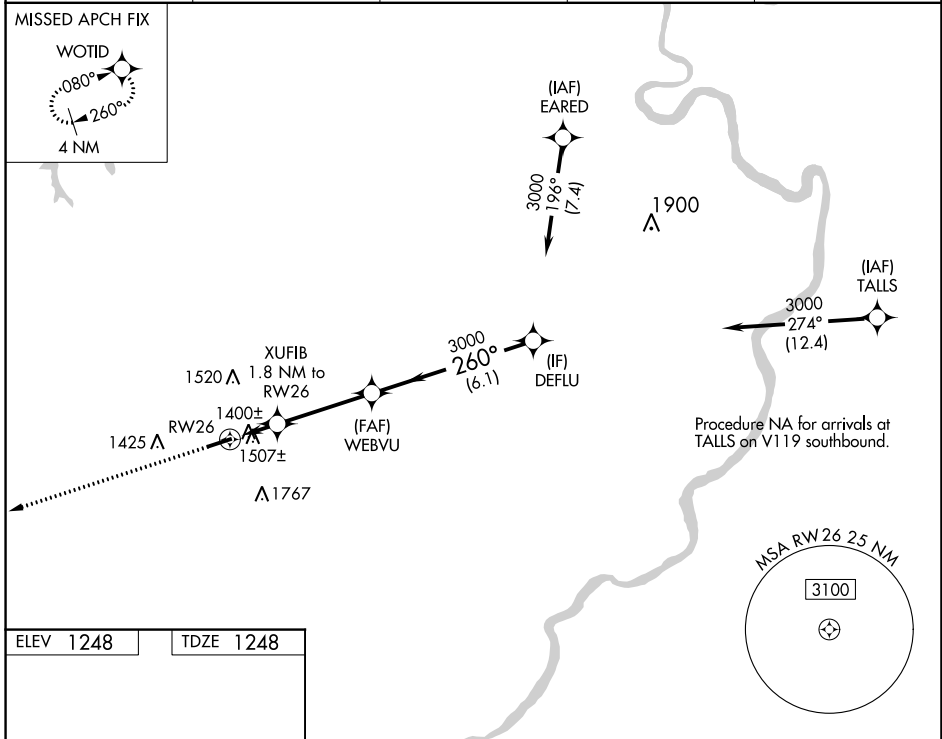 MISSED APCH FIX
WOTID
080°
260°
4 NM
(IAF)
EARED
3000
196°
(7.4)
1900
(IAF)
TALLS
3000
274°
(12.4)
3000
260°
(6.1)
(IF)
DEFLU
XUFIB
1.8 NM to
RW26
1520
1400±
RW26
1425
1507±
(FAF)
WEBVU
1767
Procedure NA for arrivals at
TALLS on V119 southbound.
MSA RW26 25 NM
3100
ELEV 1248
TDZE 1248